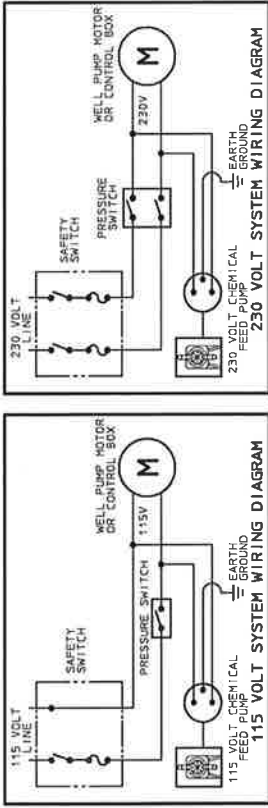 230 VOLT
LINE
SAFETY
SWITCH
PRESSURE
SWITCH
WELL PUMP MOTOR
OR CONTROL BOX
M
230V
EARTH
GROUND
230 VOLT CHEMICAL
FEED PUMP
230 VOLT SYSTEM WIRING DIAGRAM
115 VOLT
LINE
SAFETY
SWITCH
PRESSURE SWITCH
WELL PUMP MOTOR
OR CONTROL BOX
M
115V
EARTH
GROUND
115 VOLT CHEMICAL
FEED PUMP
115 VOLT SYSTEM WIRING DIAGRAM